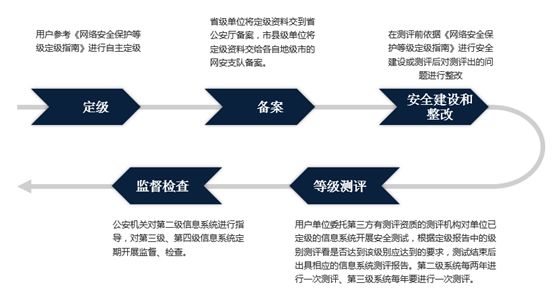 用户参考《网络安全保护等
级定级指南》进行自主定级
省级单位将定级资料交到省
公安厅备案，市县级单位将
定级资料交给各自地级市的
网安支队备案。
在测评前依据《网络安全保
护等级定级指南》进行安全
建设或测评后对测评出的问
题进行整改
定级
备案
安全建设和
整改
监督检查
等级测评
公安机关对第二级信息系统进行指
导，对第三级、第四级信息系统定
期开展监督、检查。
用户单位委托第三方有测评资质的测评机构对单位已
定级的信息系统开展安全测试，根据定级报告中的级
别测评看是否达到该级别应达到的要求，测试结束后
出具相应的信息系统测评报告。第二级系统每两年进
行一次测评、第三级系统每年要进行一次测评。